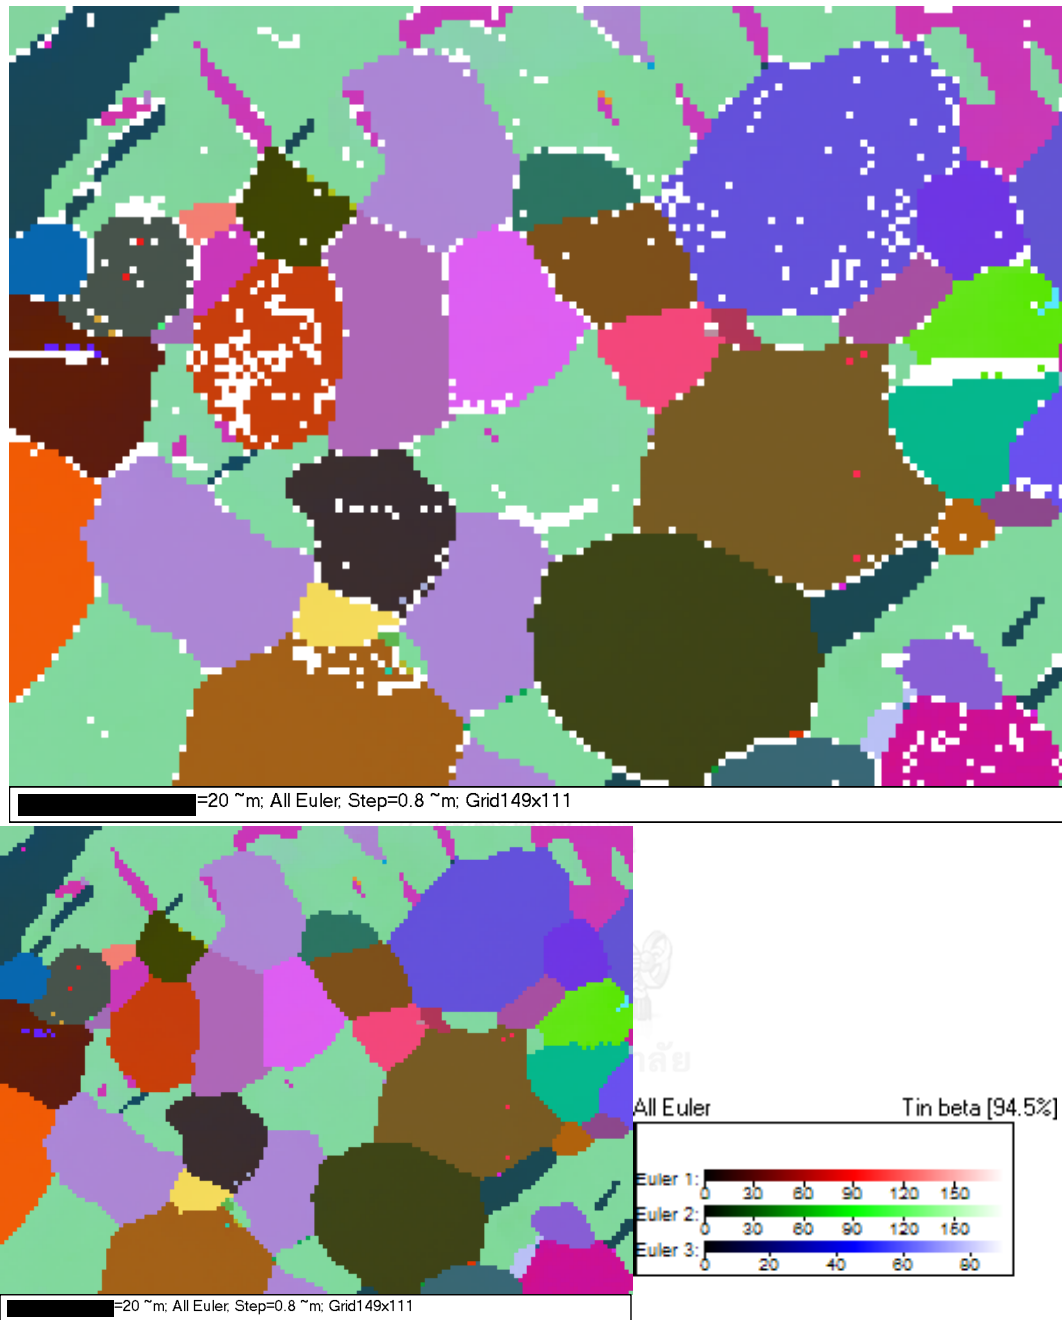 =20 ~m; All Euler; Step=0.8 ~m; Grid149x111
All Euler Tin beta [94.5%]
Euler 1:
0 30 60 90 120 150
Euler 2:
0 30 60 90 120 150
Euler 3:
0 20 40 60 80
=20 ~m; All Euler; Step=0.8 ~m; Grid149x111